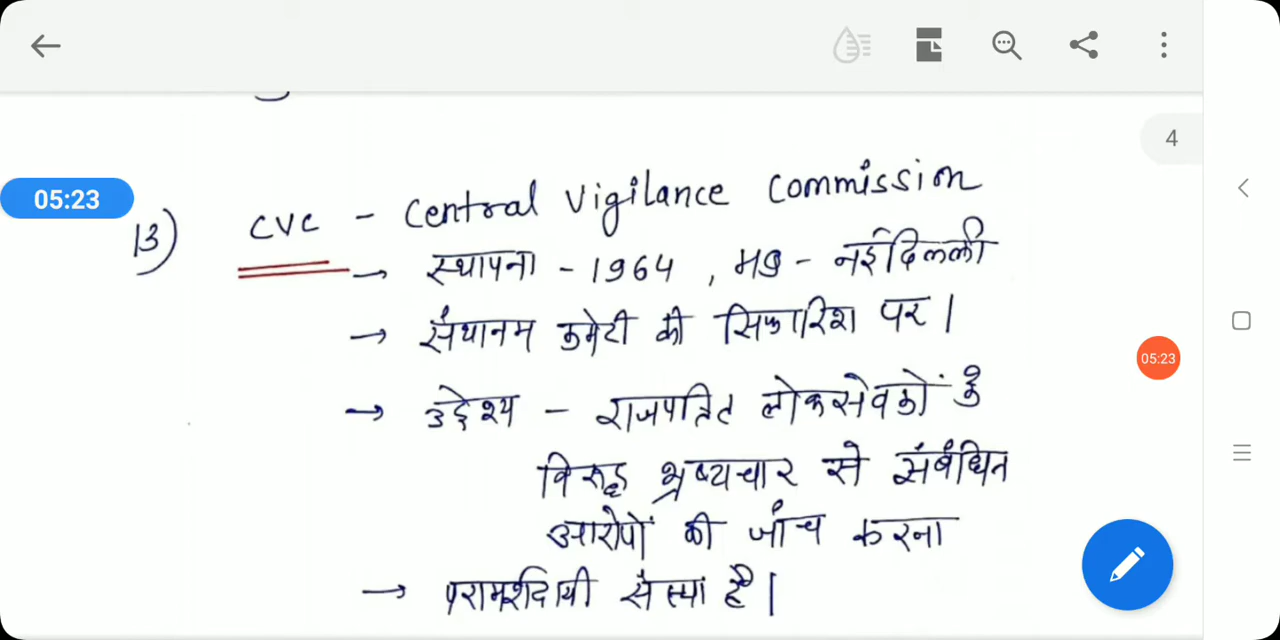 4
05:23
13) CVC - Central Vigilance Commission
→ स्थापना - 1964 , मु0 - नईदिल्ली
→ संथानम कमेटी की सिफारिश पर |
05:23
→ उद्देश्य - राजपत्रित लोकसेवकों के
विरूद्ध भ्रष्टाचार से संबंधित
आरोपों की जांच करना
→ परामर्शदायी संस्था है |